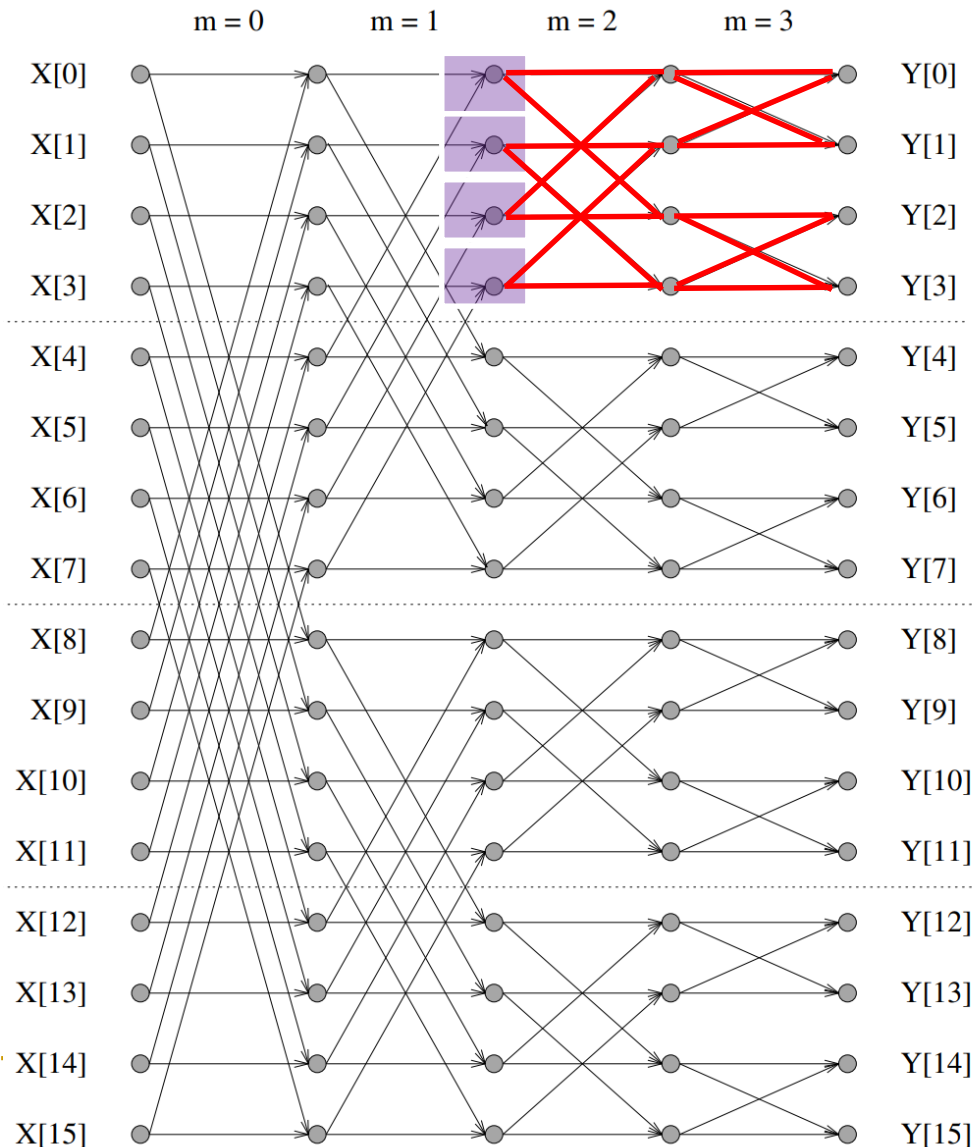 m = 0 m = 1 m = 2 m = 3
X[0] Y[0]
X[1] Y[1]
X[2] Y[2]
X[3] Y[3]
X[4] Y[4]
X[5] Y[5]
X[6] Y[6]
X[7] Y[7]
X[8] Y[8]
X[9] Y[9]
X[10] Y[10]
X[11] Y[11]
X[12] Y[12]
X[13] Y[13]
X[14] Y[14]
X[15] Y[15]